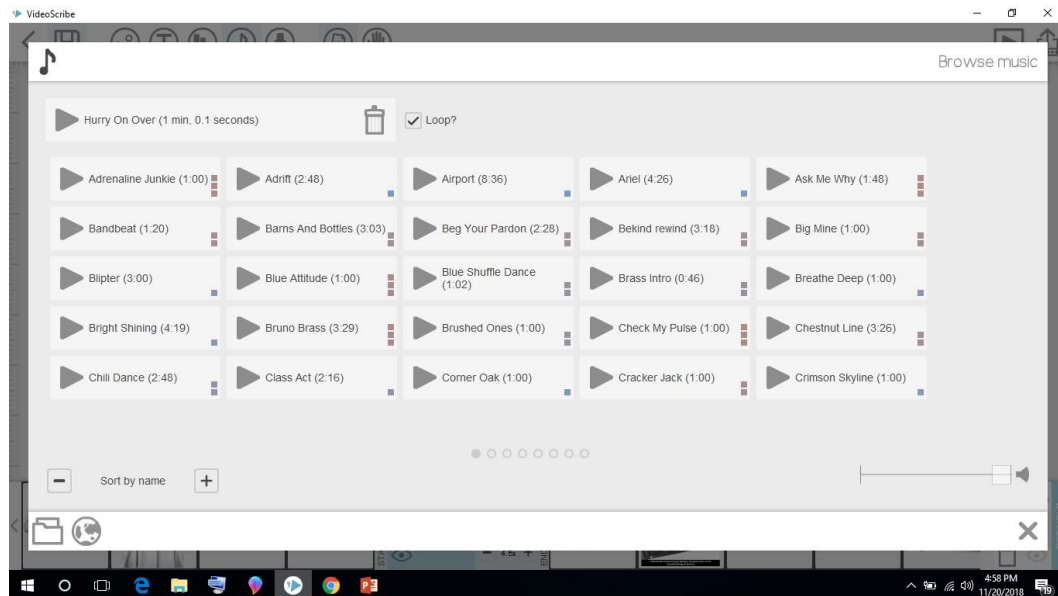 VideoScribe
Browse music
Hurry On Over (1 min, 0.1 seconds)
Loop?
Adrenaline Junkie (1:00)
Adrift (2:48)
Airport (8:36)
Ariel (4:26)
Ask Me Why (1:48)
Bandbeat (1:20)
Barns And Bottles (3:03)
Beg Your Pardon (2:28)
Bekind rewind (3:18)
Big Mine (1:00)
Blipter (3:00)
Blue Attitude (1:00)
Blue Shuffle Dance
(1:02)
Brass Intro (0:46)
Breathe Deep (1:00)
Bright Shining (4:19)
Bruno Brass (3:29)
Brushed Ones (1:00)
Check My Pulse (1:00)
Chestnut Line (3:26)
Chili Dance (2:48)
Class Act (2:16)
Corner Oak (1:00)
Cracker Jack (1:00)
Crimson Skyline (1:00)
Sort by name
4.5s
END
4:58 PM
11/20/2018
19